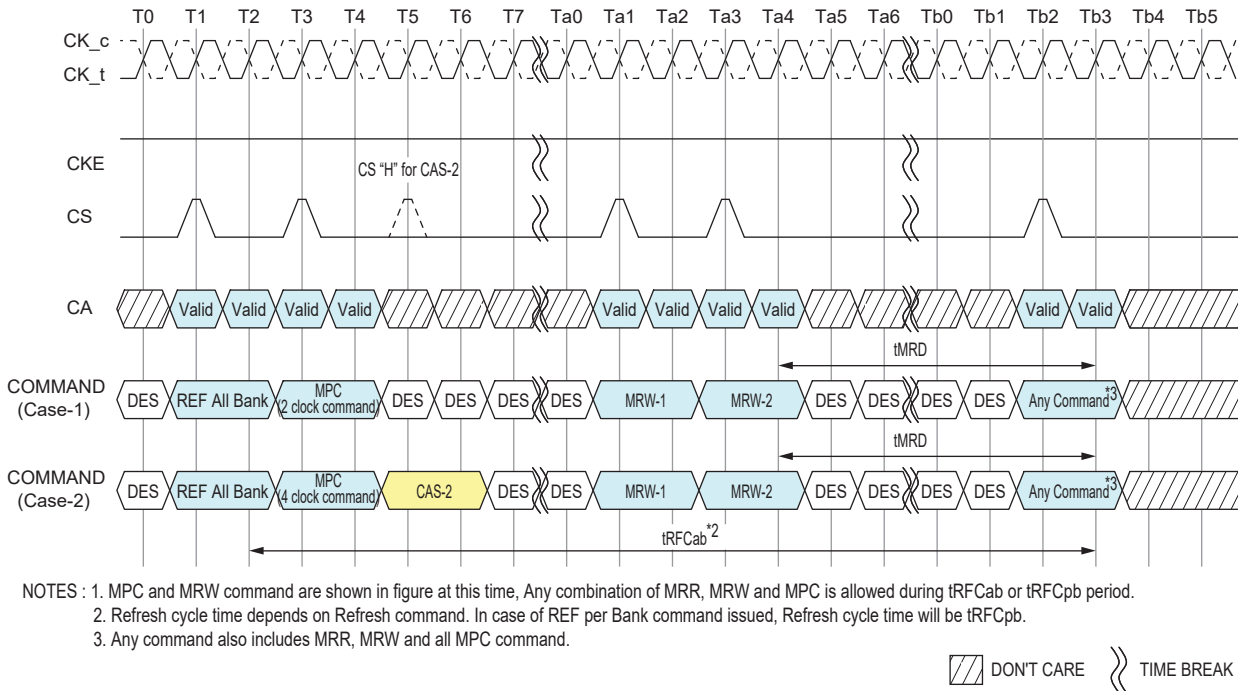 T0 T1 T2 T3 T4 T5 T6 T7 Ta0 Ta1 Ta2 Ta3 Ta4 Ta5 Ta6 Tb0 Tb1 Tb2 Tb3 Tb4 Tb5
CK_c
CK_t
CKE
CS "H" for CAS-2
CS
CA Valid Valid Valid Valid Valid Valid Valid Valid Valid Valid
tMRD
COMMAND (Case-1) DES REF All Bank MPC (2 clock command) DES DES DES DES MRW-1 MRW-2 DES DES DES DES Any Command*3
tMRD
COMMAND (Case-2) DES REF All Bank MPC (4 clock command) CAS-2 DES DES MRW-1 MRW-2 DES DES DES DES Any Command*3
tRFCab*2
NOTES : 1. MPC and MRW command are shown in figure at this time, Any combination of MRR, MRW and MPC is allowed during tRFCab or tRFCpb period.
2. Refresh cycle time depends on Refresh command. In case of REF per Bank command issued, Refresh cycle time will be tRFCpb.
3. Any command also includes MRR, MRW and all MPC command.
DON'T CARE TIME BREAK